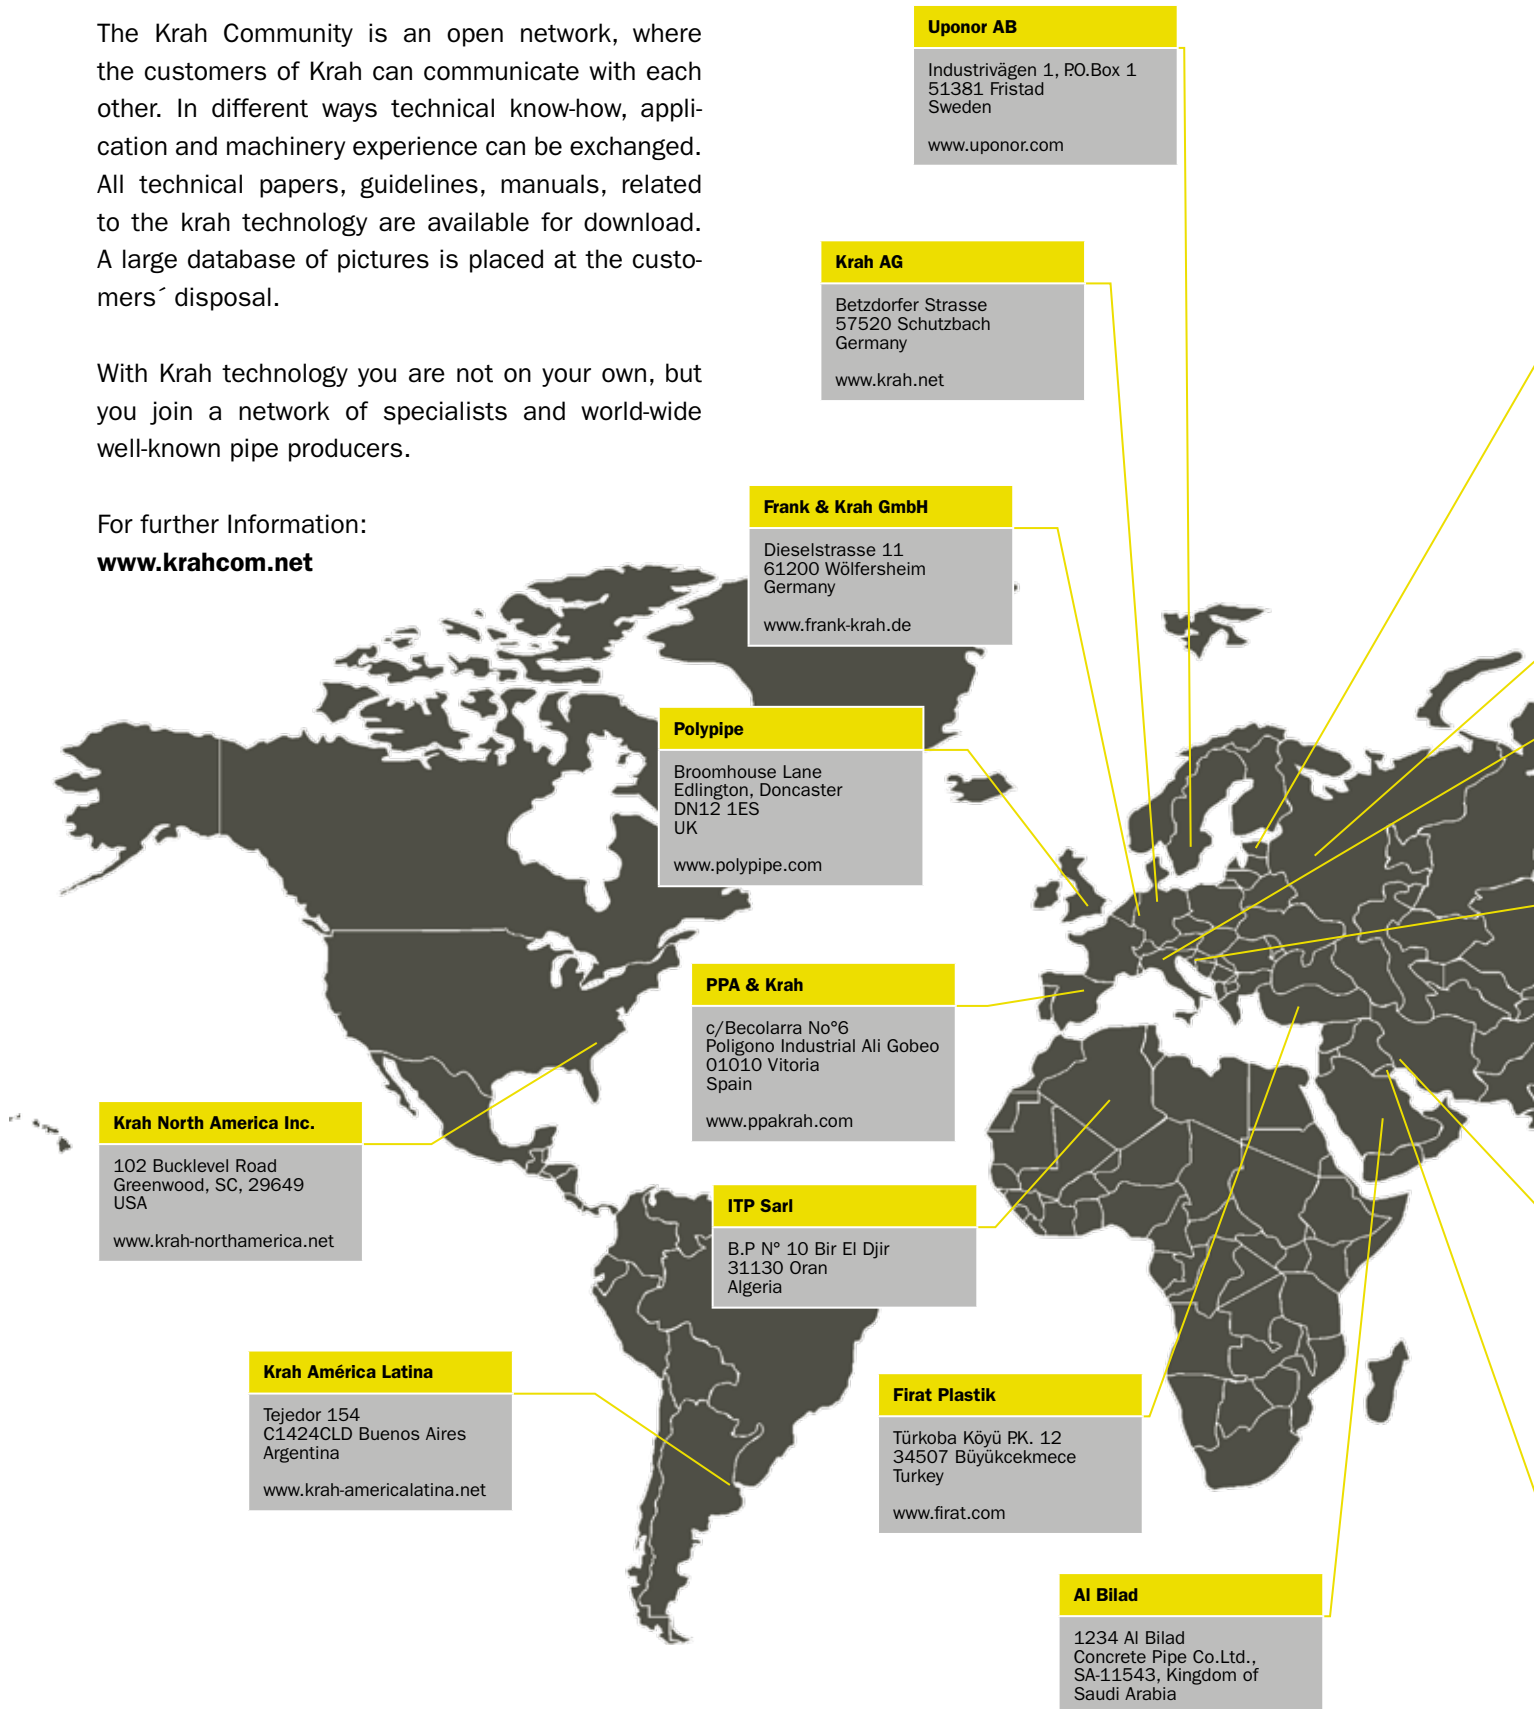 The Krah Community is an open network, where
the customers of Krah can communicate with each
other. In different ways technical know-how, appli-
cation and machinery experience can be exchanged.
All technical papers, guidelines, manuals, related
to the krah technology are available for download.
A large database of pictures is placed at the custo-
mers´ disposal.
With Krah technology you are not on your own, but
you join a network of specialists and world-wide
well-known pipe producers.
For further Information:
www.krahcom.net
Uponor AB
Industrivägen 1, P.O.Box 1
51381 Fristad
Sweden
www.uponor.com
Krah AG
Betzdorfer Strasse
57520 Schutzbach
Germany
www.krah.net
Frank & Krah GmbH
Dieselstrasse 11
61200 Wölfersheim
Germany
www.frank-krah.de
Polypipe
Broomhouse Lane
Edlington, Doncaster
DN12 1ES
UK
www.polypipe.com
PPA & Krah
c/Becolarra No°6
Poligono Industrial Ali Gobeo
01010 Vitoria
Spain
www.ppakrah.com
Krah North America Inc.
102 Bucklevel Road
Greenwood, SC, 29649
USA
www.krah-northamerica.net
ITP Sarl
B.P N° 10 Bir El Djir
31130 Oran
Algeria
Krah América Latina
Tejedor 154
C1424CLD Buenos Aires
Argentina
www.krah-americalatina.net
Firat Plastik
Türkoba Köyü P.K. 12
34507 Büyükcekmece
Turkey
www.firat.com
Al Bilad
1234 Al Bilad
Concrete Pipe Co.Ltd.,
SA-11543, Kingdom of
Saudi Arabia